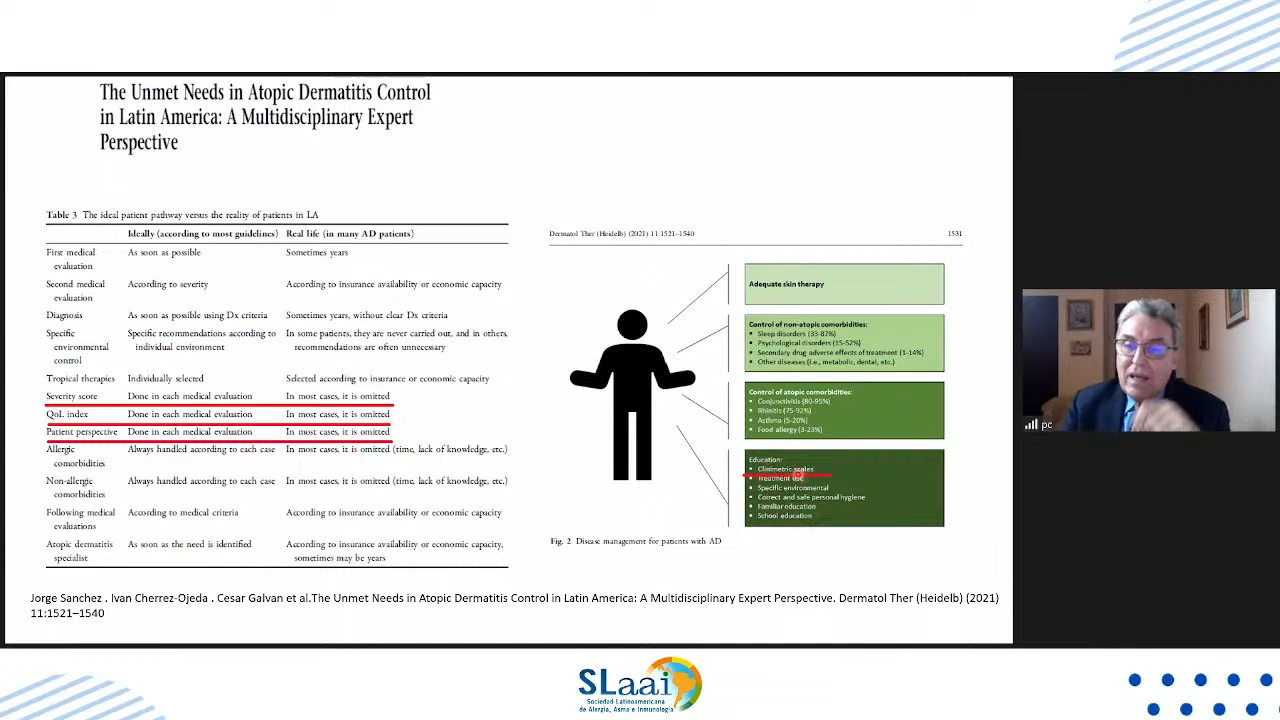 The Unmet Needs in Atopic Dermatitis Control
in Latin America: A Multidisciplinary Expert
Perspective
Table 3 The ideal patient pathway versus the reality of patients in LA
Ideally (according to most guidelines) Real life (in many AD patients)
First medical evaluation As soon as possible Sometimes years
Second medical evaluation According to severity According to insurance availability or economic capacity
Diagnosis As soon as possible using Dx criteria Sometimes years, without clear Dx criteria
Specific environmental control Specific recommendations according to individual environment In some patients, they are never carried out, and in others, recommendations are often unnecessary
Tropical therapies Individually selected Selected according to insurance or economic capacity
Severity score Done in each medical evaluation In most cases, it is omitted
QoL index Done in each medical evaluation In most cases, it is omitted
Patient perspective Done in each medical evaluation In most cases, it is omitted
Allergic comorbidities Always handled according to each case In most cases, it is omitted (time, lack of knowledge, etc.)
Non-allergic comorbidities Always handled according to each case In most cases, it is omitted (time, lack of knowledge, etc.)
Following medical evaluations According to medical criteria According to insurance availability or economic capacity
Atopic dermatitis specialist As soon as the need is identified According to insurance availability or economic capacity, sometimes may be years
Dermatol Ther (Heidelb) (2021) 11:1521–1540 1531
Adequate skin therapy
Control of non-atopic comorbidities:
▪ Sleep disorders (33-87%)
▪ Psychological disorders (15-52%)
▪ Secondary drug adverse effects of treatment (1-14%)
▪ Other diseases (i.e., metabolic, dental, etc.)
Control of atopic comorbidities:
▪ Conjunctivitis (80-95%)
▪ Rhinitis (75-92%)
▪ Asthma (5-20%)
▪ Food allergy (3-23%)
Education:
▪ Clinimetric scales
▪ Treatment use
▪ Specific environmental
▪ Correct and safe personal hygiene
▪ Familiar education
▪ School education
Fig. 2 Disease management for patients with AD
Jorge Sanchez . Ivan Cherrez-Ojeda . Cesar Galvan et al.The Unmet Needs in Atopic Dermatitis Control in Latin America: A Multidisciplinary Expert Perspective. Dermatol Ther (Heidelb) (2021)
11:1521–1540
pc
SLaai
Sociedad Latinoamericana
de Alergia, Asma e Inmunología